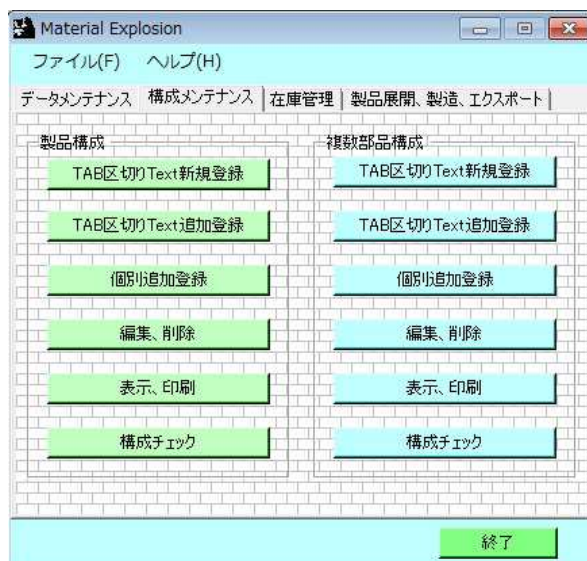 Material Explosion
ファイル(F) ヘルプ(H)
データメンテナンス 構成メンテナンス 在庫管理 製品展開、製造、エクスポート
製品構成
TAB区切りText新規登録
TAB区切りText追加登録
個別追加登録
編集、削除
表示、印刷
構成チェック
複数部品構成
TAB区切りText新規登録
TAB区切りText追加登録
個別追加登録
編集、削除
表示、印刷
構成チェック
終了